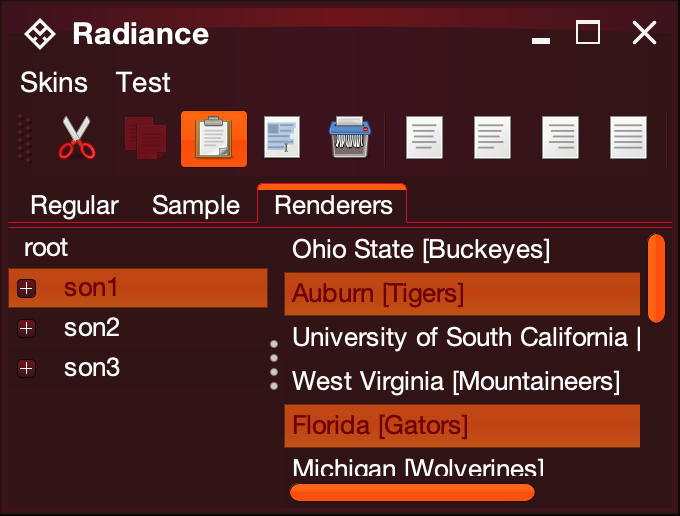 Radiance
Skins Test
Regular Sample Renderers
root
son1
son2
son3
Ohio State [Buckeyes]
Auburn [Tigers]
University of South California [
West Virginia [Mountaineers]
Florida [Gators]
Michigan [Wolverines]